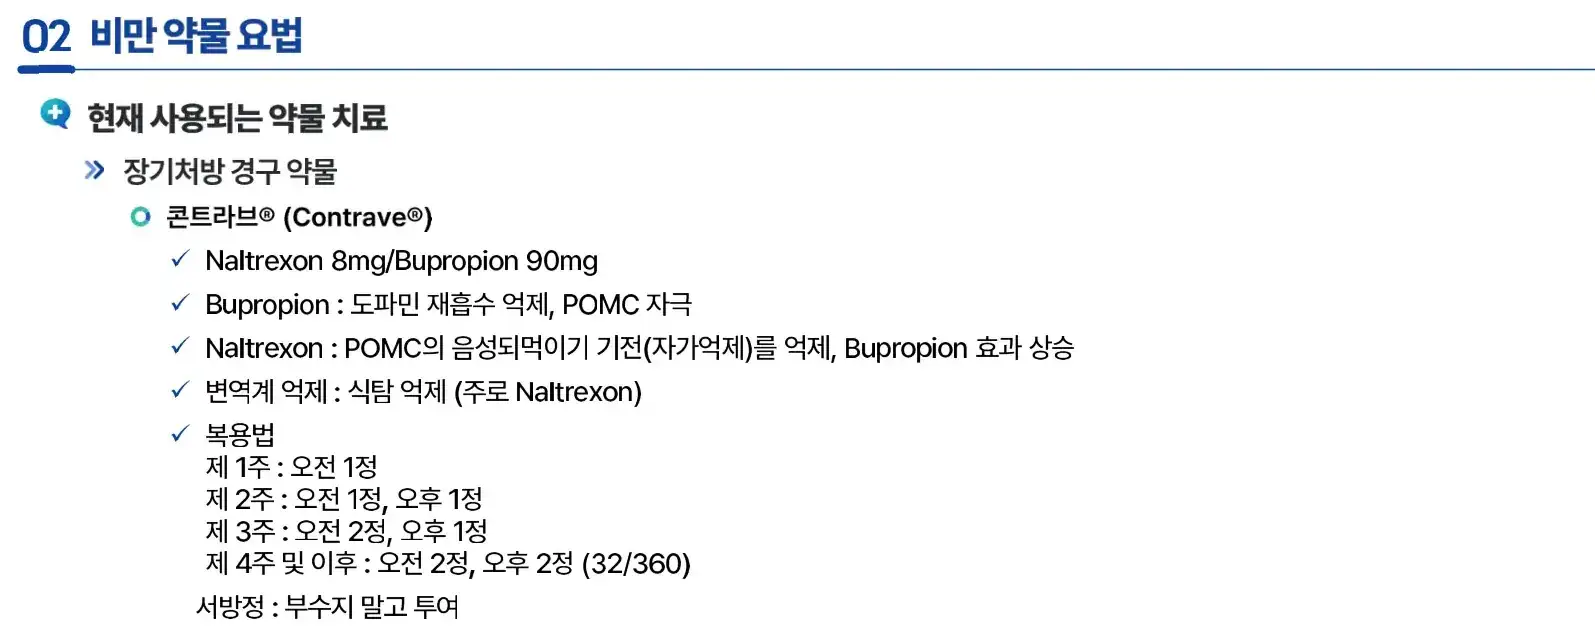 02 비만 약물 요법
현재 사용되는 약물 치료
장기처방 경구 약물
콘트라브® (Contrave®)
Naltrexon 8mg/Bupropion 90mg
Bupropion : 도파민 재흡수 억제, POMC 자극
Naltrexon : POMC의 음성되먹이기 기전(자가억제)를 억제, Bupropion 효과 상승
변역계 억제 : 식탐 억제 (주로 Naltrexon)
복용법
제 1주 : 오전 1정
제 2주 : 오전 1정, 오후 1정
제 3주 : 오전 2정, 오후 1정
제 4주 및 이후 : 오전 2정, 오후 2정 (32/360)
서방정 : 부수지 말고 투여